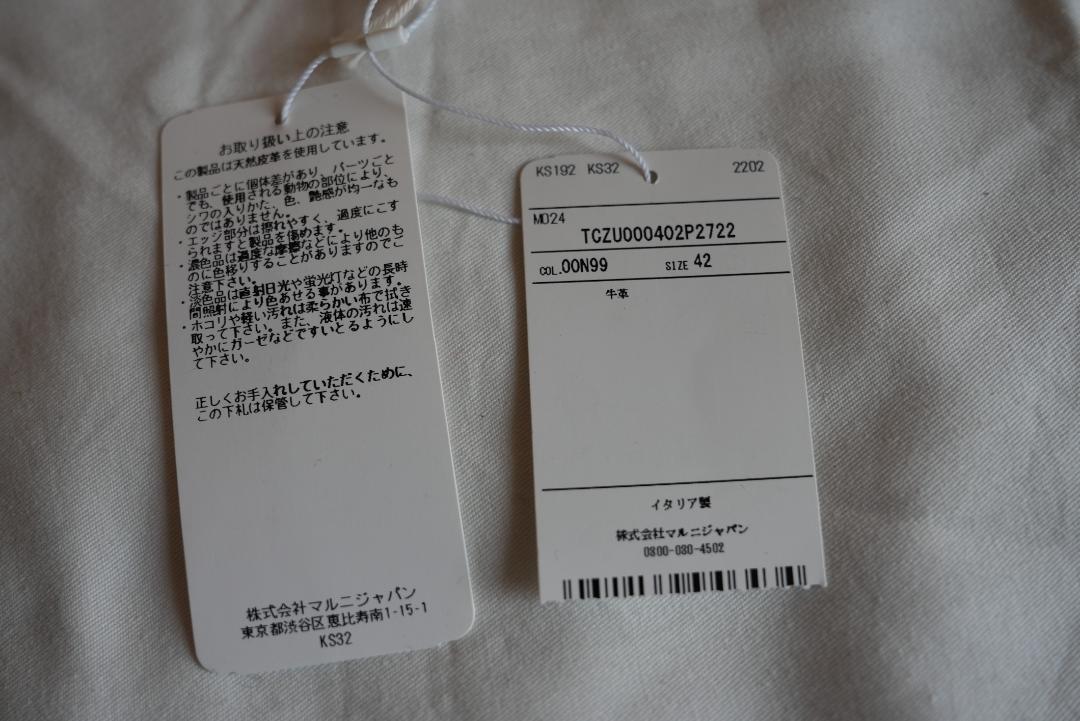 お取り扱い上の注意
この製品は天然皮革を使用しています。
・製品ごとに個体差があり、パーツごと
でも、使用される動物の部位により、
シワの入りかた、色、艶感が均一なも
のではありません。
・エッジ部分は擦れやすく、過度にこす
られますと製品を傷めます。
・濃色品は過度な摩擦などにより他のも
のに色移りすることがありますのでご
注意下さい。
・淡色品は直射日光や蛍光灯などの長時
間照射により色あせる事があります。
・ホコリや軽い汚れは柔らかい布で拭き
取って下さい。また、液体の汚れは速
やかにガーゼなどですいとるようにし
て下さい。
正しくお手入れしていただくために、
この下札は保管して下さい。
株式会社マルニジャパン
東京都渋谷区恵比寿南1-15-1
KS32
KS192 KS32 2202
MD24
TCZU000402P2722
COL.00N99 SIZE 42
牛革
イタリア製
株式会社マルニジャパン
0800-080-4502